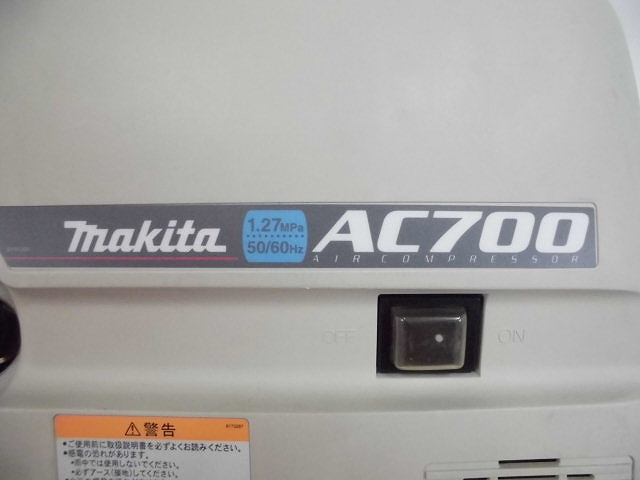 makita 1.27MPa 50/60Hz AC700
AIR COMPRESSOR
OFF ON
⚠警告
●ご使用前に取扱説明書を必ずよくお読みください。
●感電の恐れがあります。
●雨中では使用しないでください。
●必ずアース(接地)してください。